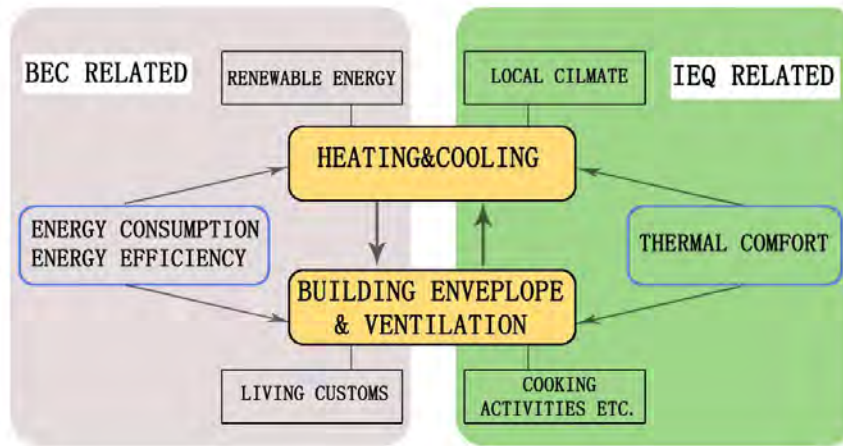 BEC RELATED
RENEWABLE ENERGY
LOCAL CILMATE
IEQ RELATED
HEATING&COOLING
ENERGY CONSUMPTION
ENERGY EFFICIENCY
THERMAL COMFORT
BUILDING ENVEPLOPE
& VENTILATION
LIVING CUSTOMS
COOKING
ACTIVITIES ETC.